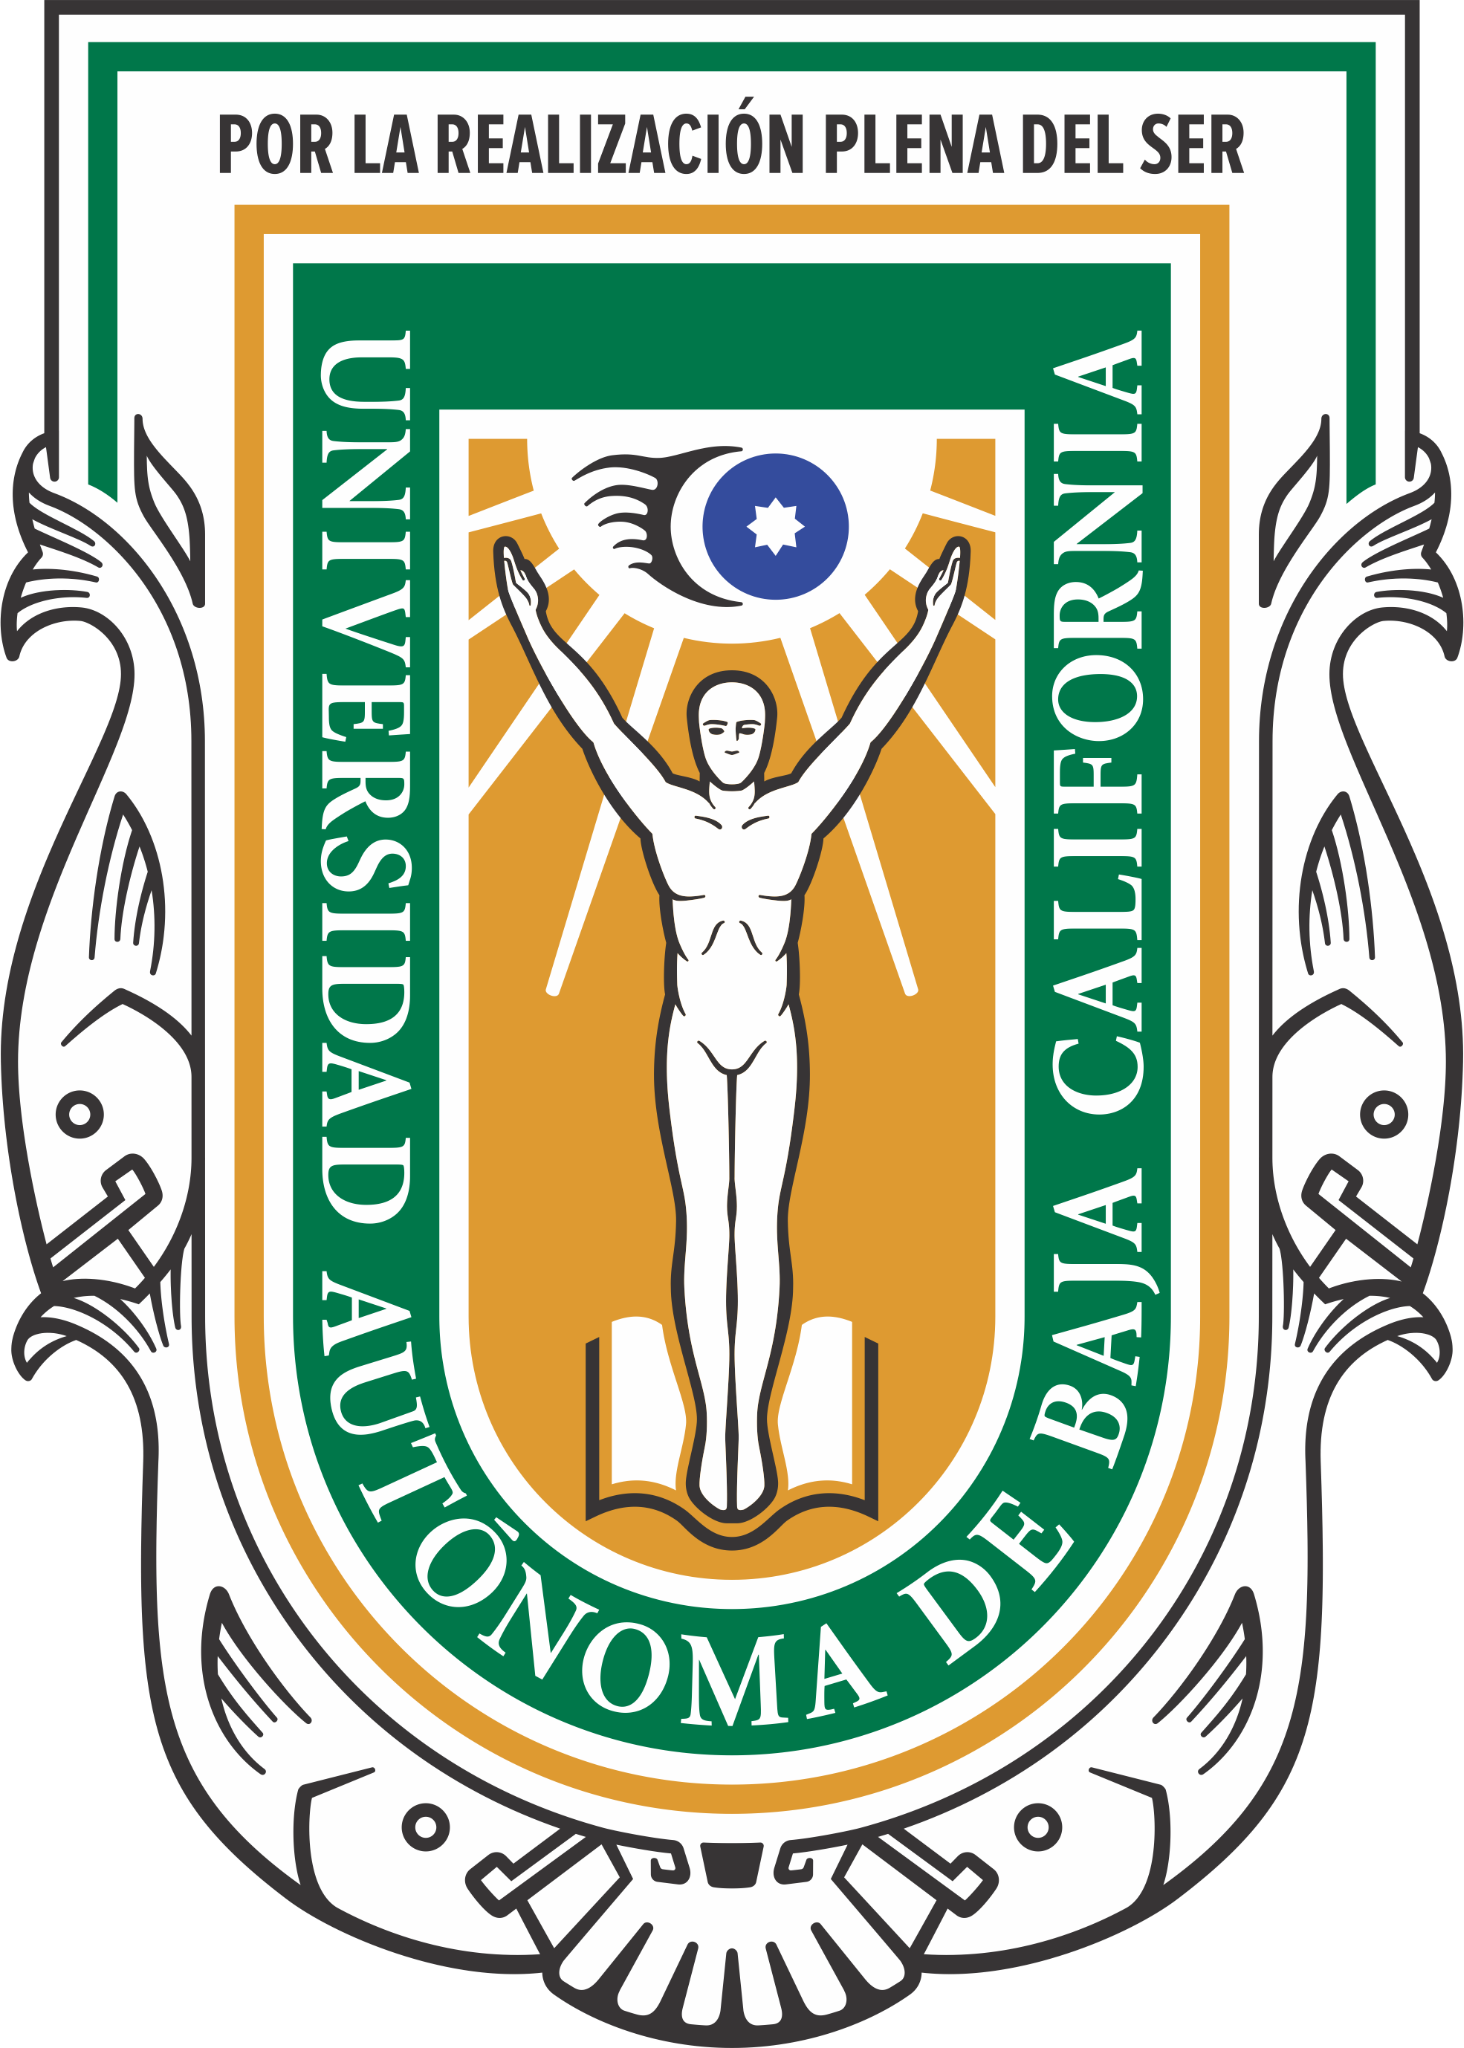 POR LA REALIZACIÓN PLENA DEL SER
UNIVERSIDAD AUTÓNOMA DE BAJA CALIFORNIA